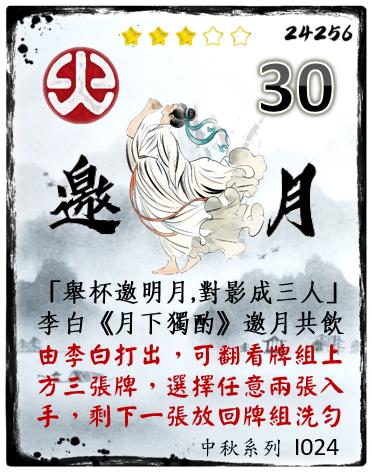 24256
火
30
邀月
「舉杯邀明月,對影成三人」
李白《月下獨酌》邀月共飲
由李白打出，可翻看牌組上
方三張牌，選擇任意兩張入
手，剩下一張放回牌組洗勻
中秋系列 I024